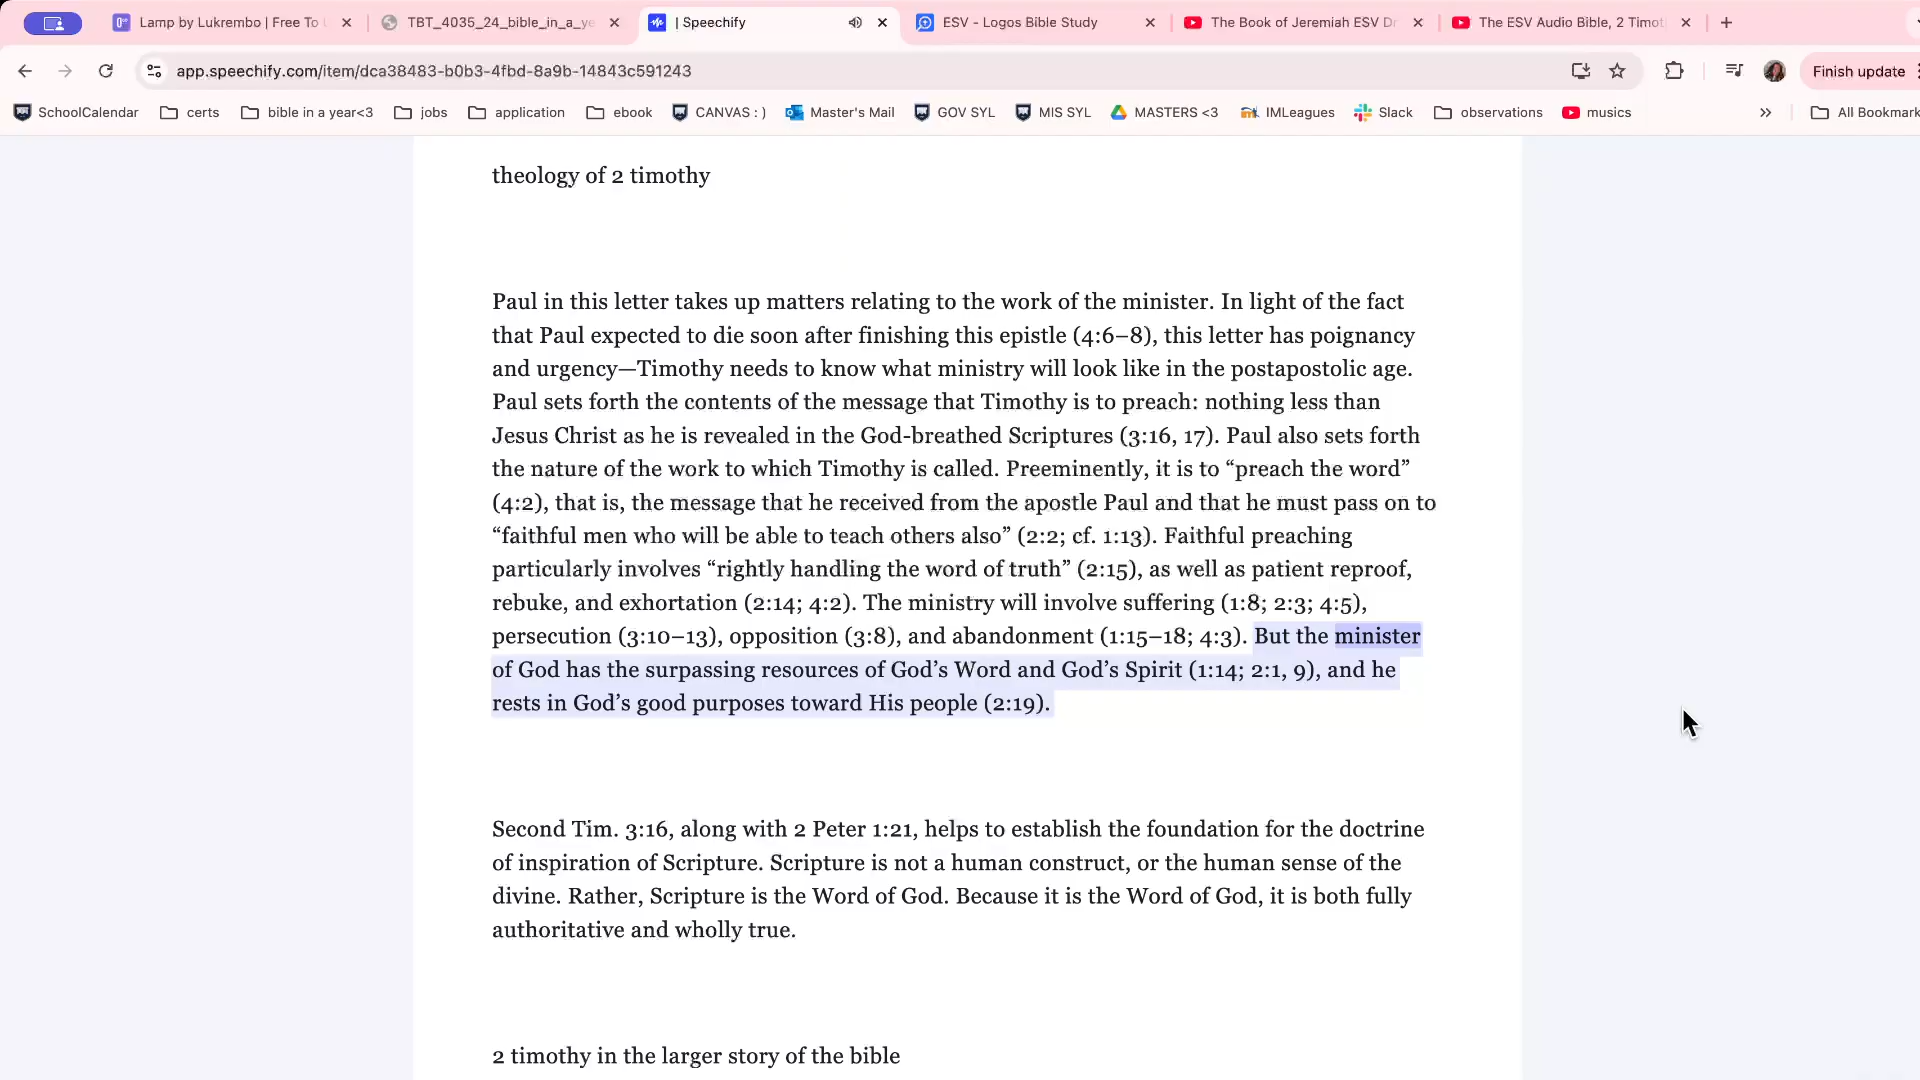 Lamp by Lukrembo | Free To U
TBT_4035_24_bible_in_a_ye
| Speechify
ESV - Logos Bible Study
The Book of Jeremiah ESV Dr
The ESV Audio Bible, 2 Timot
app.speechify.com/item/dca38483-b0b3-4fbd-8a9b-14843c591243
Finish update
SchoolCalendar
certs
bible in a year<3
jobs
application
ebook
CANVAS : )
Master's Mail
GOV SYL
MIS SYL
MASTERS <3
IMLeagues
Slack
observations
musics
All Bookmark
theology of 2 timothy
Paul in this letter takes up matters relating to the work of the minister. In light of the fact
that Paul expected to die soon after finishing this epistle (4:6–8), this letter has poignancy
and urgency—Timothy needs to know what ministry will look like in the postapostolic age.
Paul sets forth the contents of the message that Timothy is to preach: nothing less than
Jesus Christ as he is revealed in the God-breathed Scriptures (3:16, 17). Paul also sets forth
the nature of the work to which Timothy is called. Preeminently, it is to “preach the word”
(4:2), that is, the message that he received from the apostle Paul and that he must pass on to
“faithful men who will be able to teach others also” (2:2; cf. 1:13). Faithful preaching
particularly involves “rightly handling the word of truth” (2:15), as well as patient reproof,
rebuke, and exhortation (2:14; 4:2). The ministry will involve suffering (1:8; 2:3; 4:5),
persecution (3:10–13), opposition (3:8), and abandonment (1:15–18; 4:3). But the minister
of God has the surpassing resources of God’s Word and God’s Spirit (1:14; 2:1, 9), and he
rests in God’s good purposes toward His people (2:19).
Second Tim. 3:16, along with 2 Peter 1:21, helps to establish the foundation for the doctrine
of inspiration of Scripture. Scripture is not a human construct, or the human sense of the
divine. Rather, Scripture is the Word of God. Because it is the Word of God, it is both fully
authoritative and wholly true.
2 timothy in the larger story of the bible